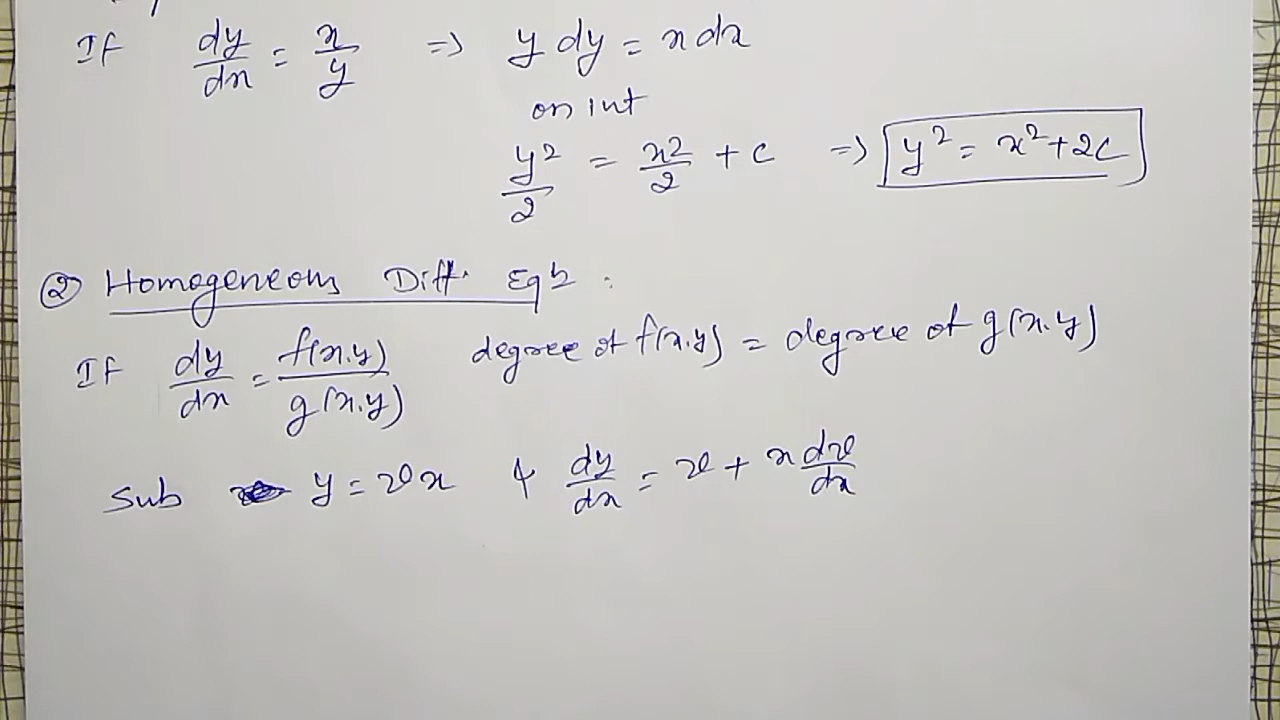 If dy/dx = x/y => y dy = x dx
on int
y²/2 = x²/2 + c => y² = x² + 2c
② Homogeneous Diff. Eqn :
If dy/dx = f(x.y)/g(x.y) degree of f(x.y) = degree of g(x.y)
Sub y = vx & dy/dx = v + x dv/dx